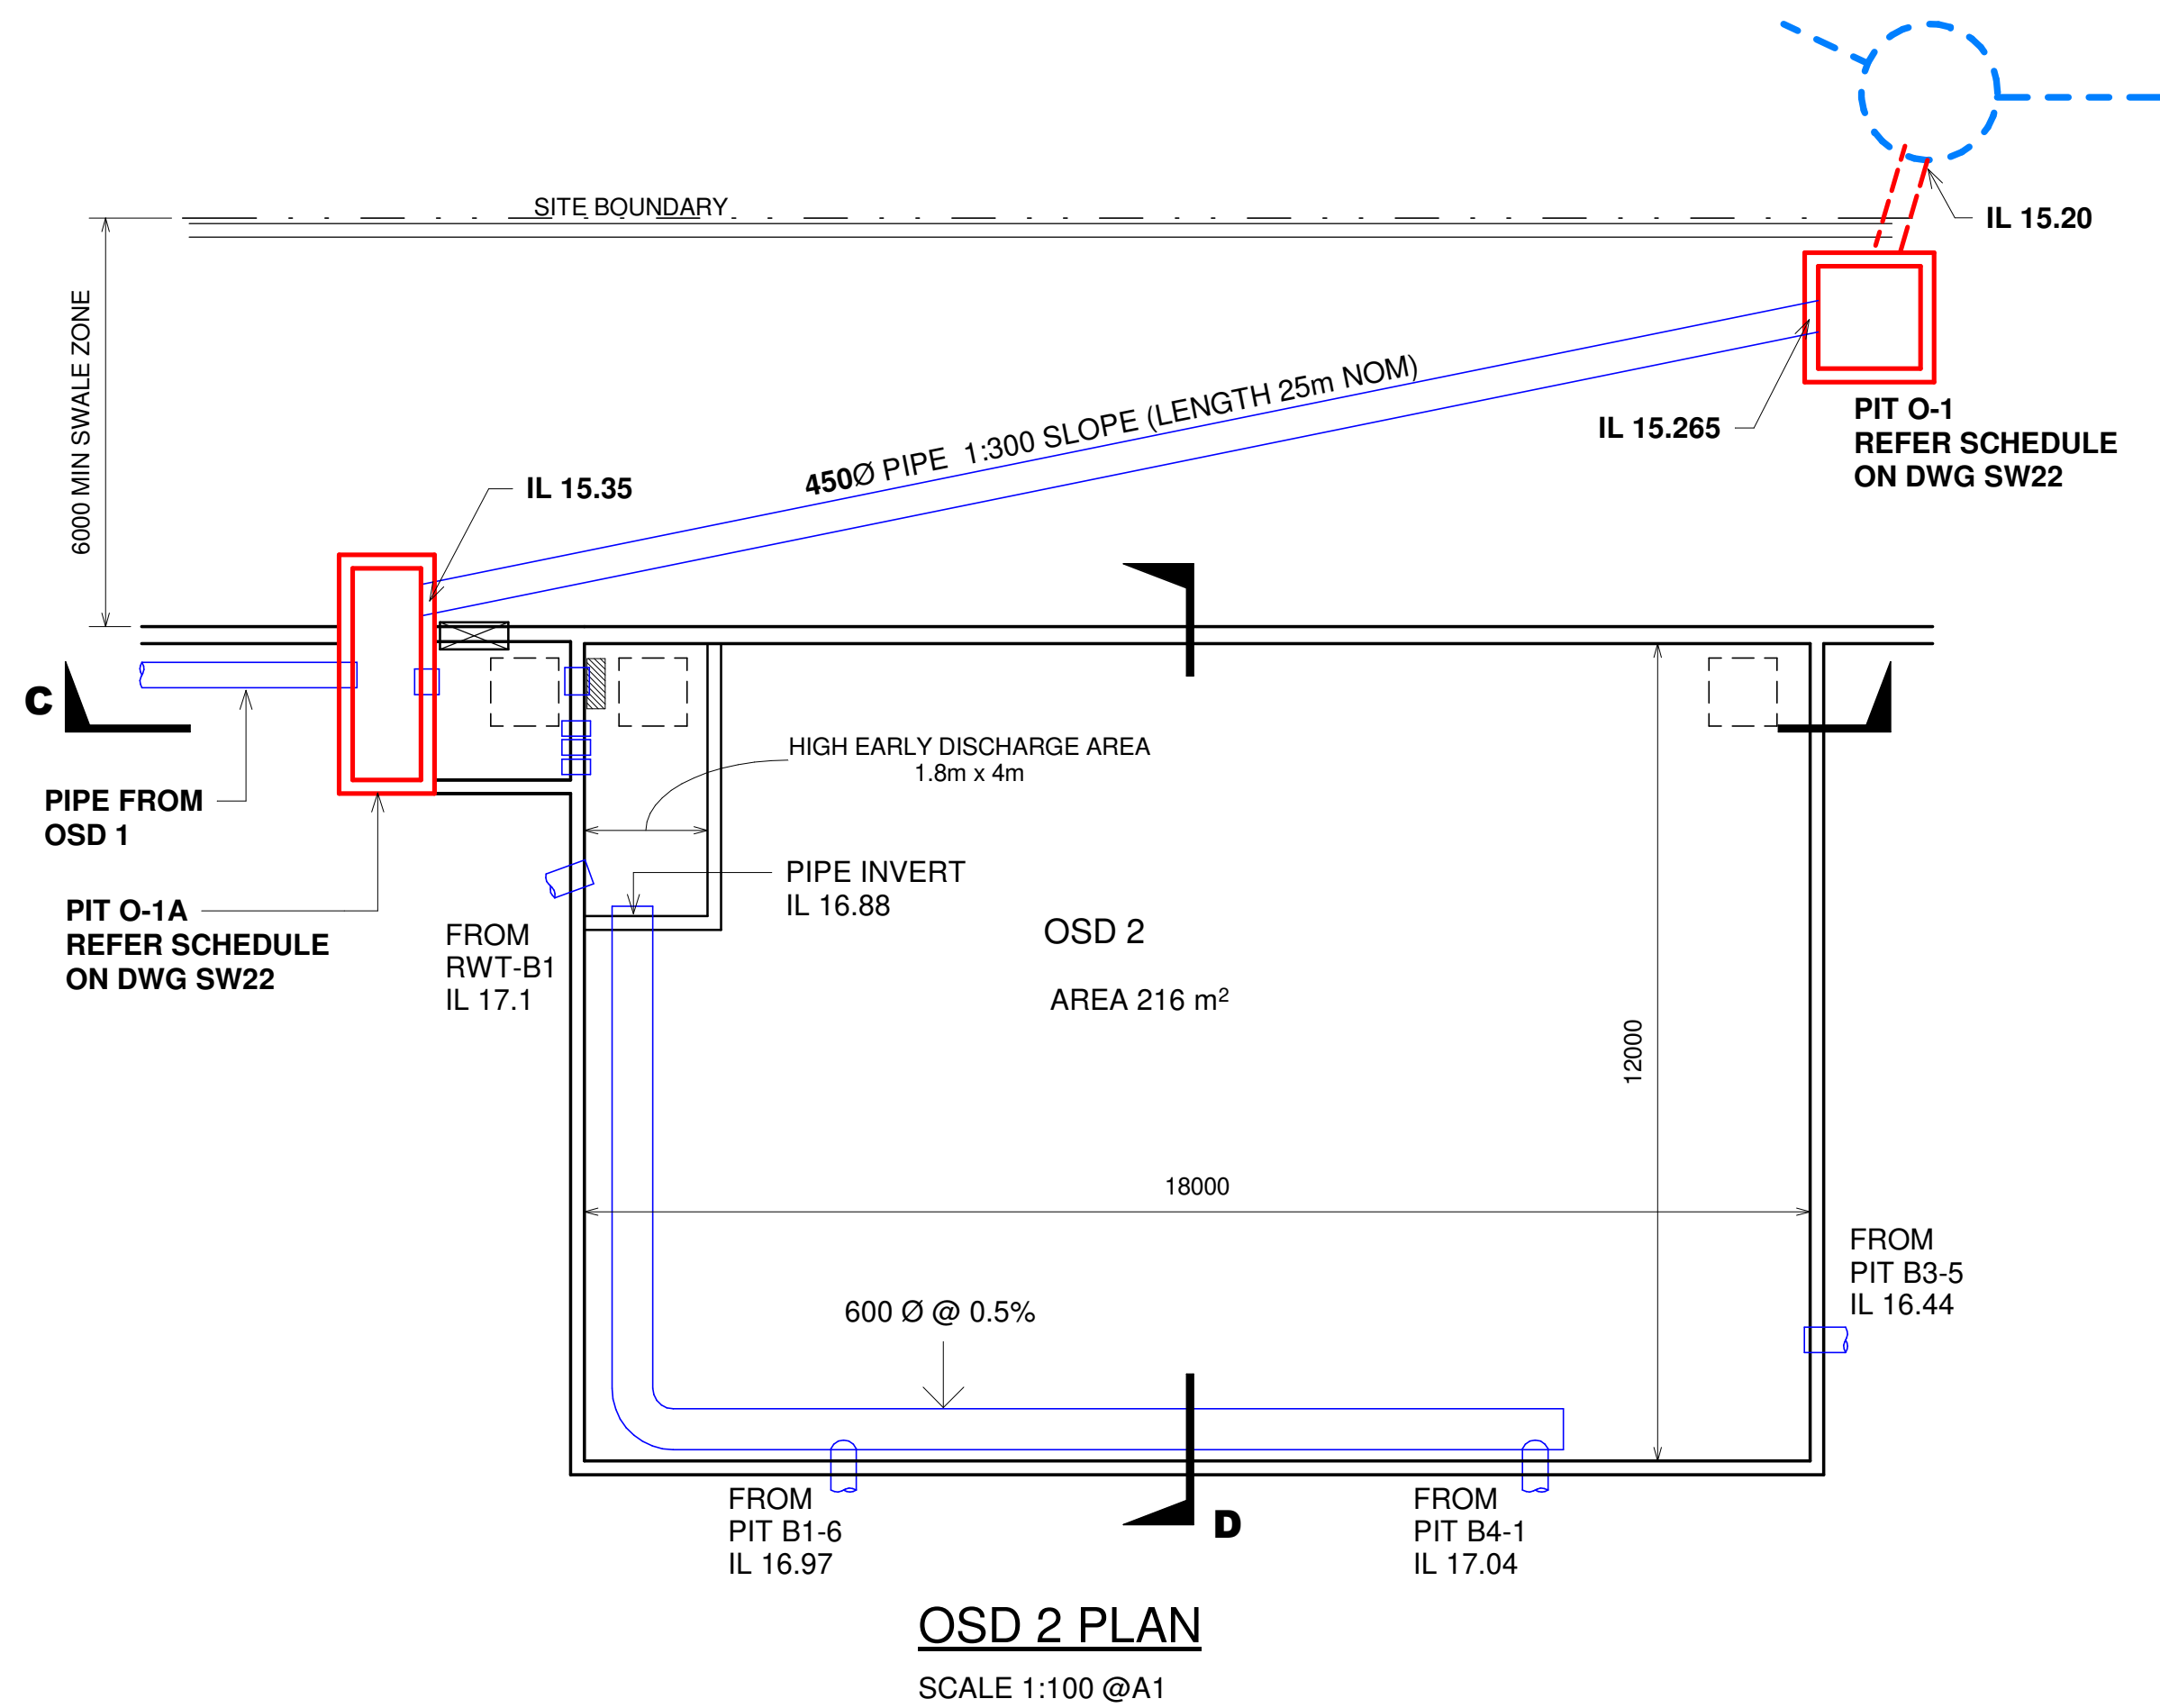 SITE BOUNDARY
IL 15.20
6000 MIN SWALE ZONE
450Ø PIPE 1:300 SLOPE (LENGTH 25m NOM)
IL 15.265
PIT O-1
REFER SCHEDULE
ON DWG SW22
IL 15.35
C
HIGH EARLY DISCHARGE AREA
1.8m x 4m
PIPE FROM
OSD 1
PIPE INVERT
IL 16.88
PIT O-1A
REFER SCHEDULE
ON DWG SW22
FROM
RWT-B1
IL 17.1
OSD 2
AREA 216 m²
12000
18000
FROM
PIT B3-5
IL 16.44
600 Ø @ 0.5%
FROM
PIT B1-6
IL 16.97
D
FROM
PIT B4-1
IL 17.04
OSD 2 PLAN
SCALE 1:100 @A1